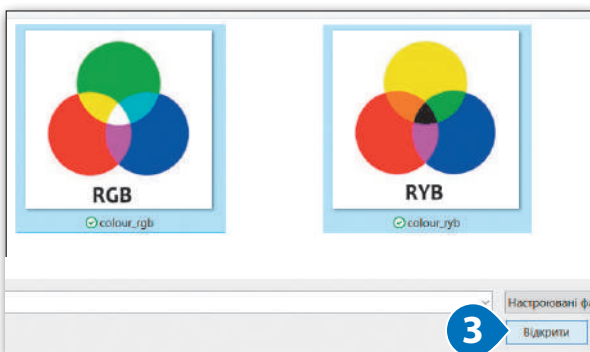 RGB
RYB
colour_rgb
colour_ryb
Настроювані
3
Відкрити